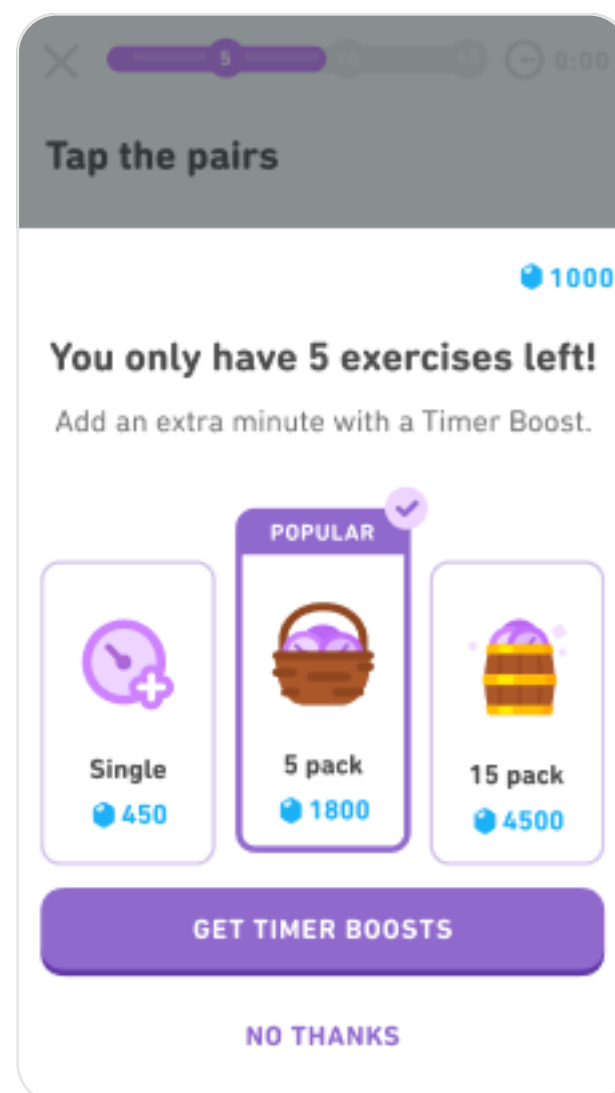 5 10 40 0:00
Tap the pairs
1000
You only have 5 exercises left!
Add an extra minute with a Timer Boost.
POPULAR
Single
450
5 pack
1800
15 pack
4500
GET TIMER BOOSTS
NO THANKS